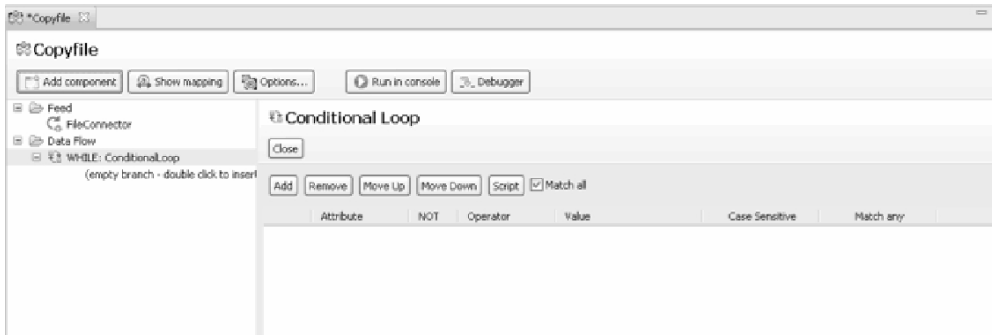 *Copyfile
Copyfile
Add component Show mapping Options... Run in console Debugger
Feed
FileConnector
Data Flow
WHILE: ConditionalLoop
(empty branch - double click to insert
Conditional Loop
Close
Add Remove Move Up Move Down Script Match all
Attribute NOT Operator Value Case Sensitive Match any